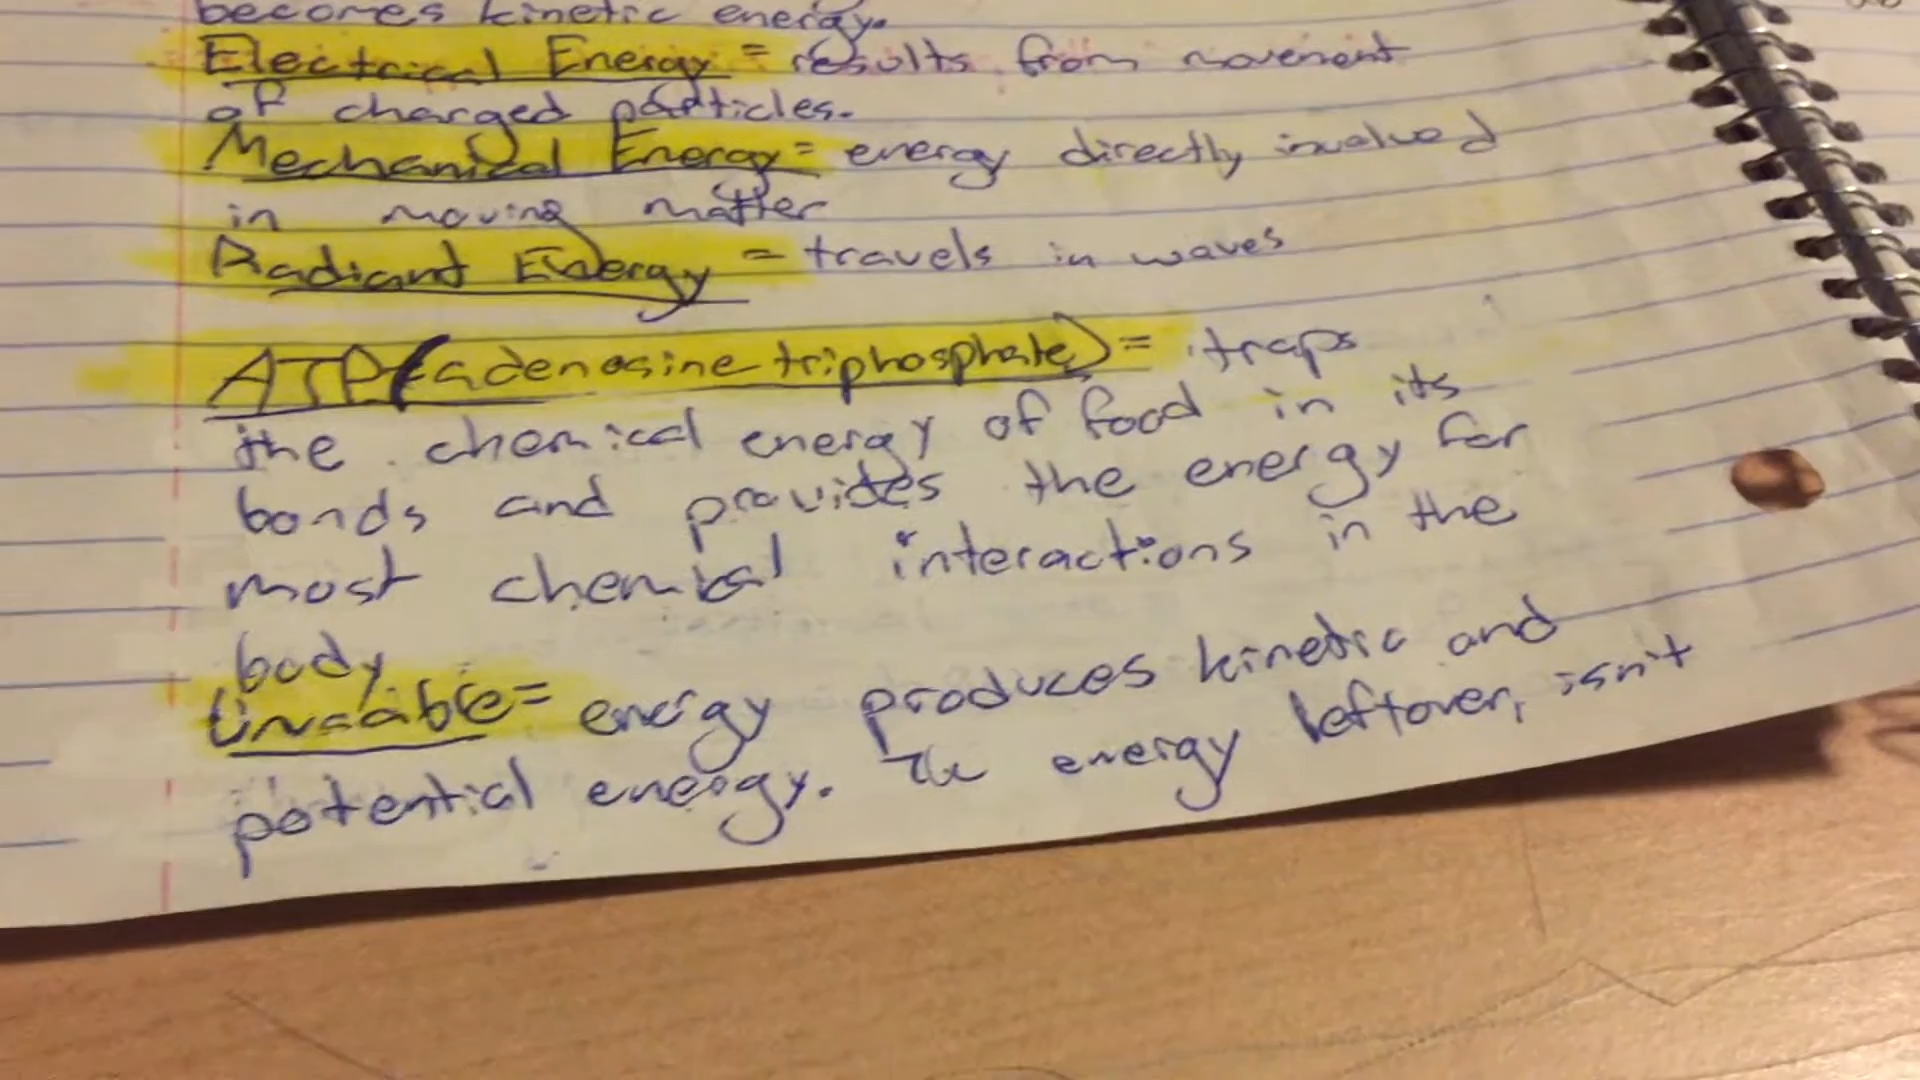 becomes kinetic energy.
Electrical Energy = results from movement
of charged particles.
Mechanical Energy = energy directly involved
in moving matter
Radiant Energy = travels in waves
ATP (adenosine triphosphate) = traps
the chemical energy of food in its
bonds and provides the energy for
most chemical interactions in the
body
Unusable = energy produces kinetic and
potential energy. The energy leftover, isn't